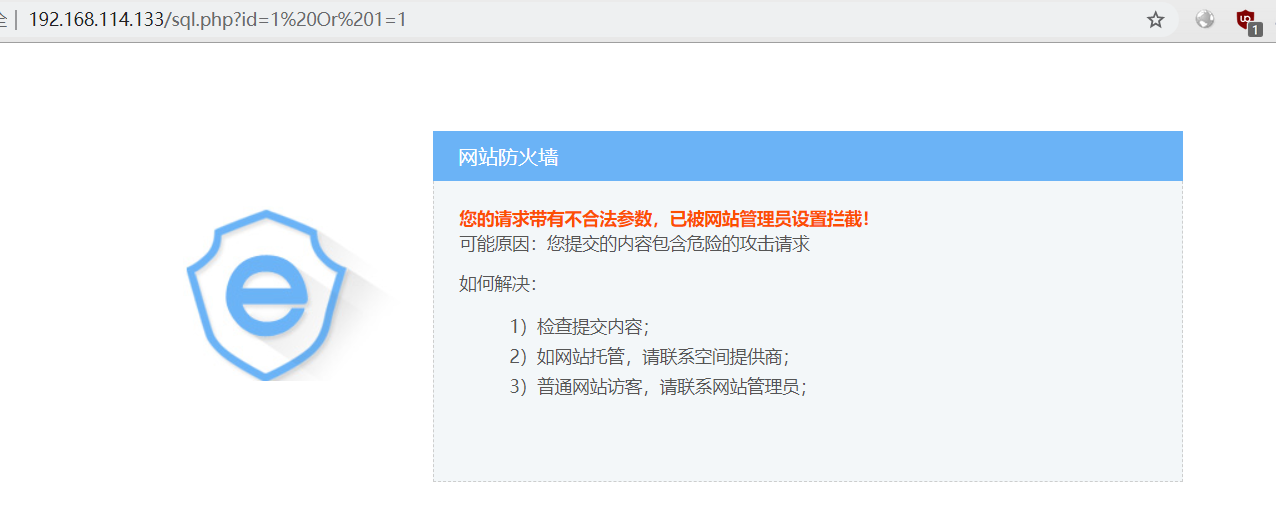 全 | 192.168.114.133/sql.php?id=1%20Or%201=1
1
网站防火墙
您的请求带有不合法参数，已被网站管理员设置拦截！
可能原因：您提交的内容包含危险的攻击请求
如何解决：
1）检查提交内容；
2）如网站托管，请联系空间提供商；
3）普通网站访客，请联系网站管理员；